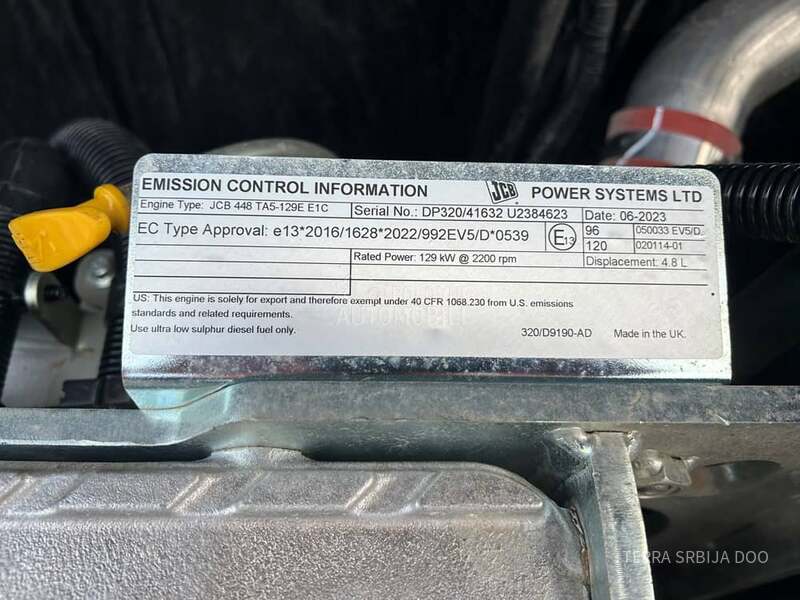 EMISSION CONTROL INFORMATION JCB POWER SYSTEMS LTD
Engine Type: JCB 448 TA5-129E E1C Serial No.: DP320/41632 U2384623 Date: 06-2023
EC Type Approval: e13*2016/1628*2022/992EV5/D*0539 E13 96 050033 EV5/D
120 020114-01
Rated Power: 129 kW @ 2200 rpm Displacement: 4.8 L
US: This engine is solely for export and therefore exempt under 40 CFR 1068.230 from U.S. emissions
standards and related requirements.
AUTOMOBILI
Use ultra low sulphur diesel fuel only. 320/D9190-AD Made in the UK.
TERRA SRBIJA DOO